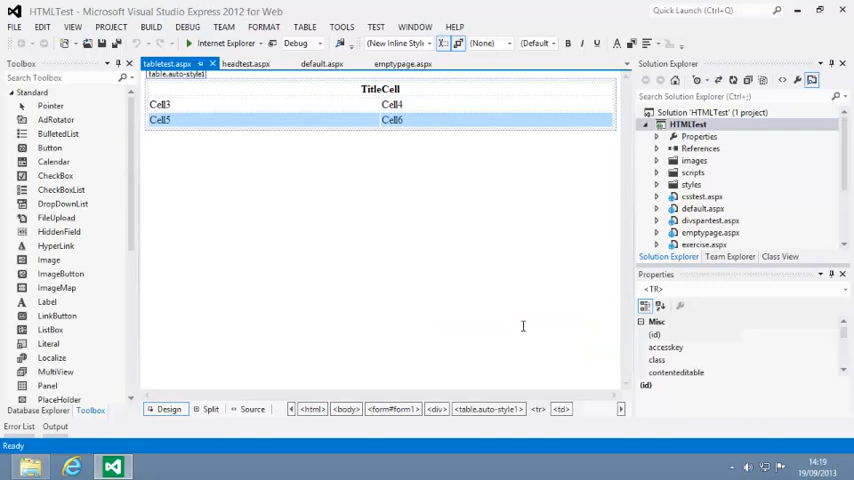 HTMLTest - Microsoft Visual Studio Express 2012 for Web
Quick Launch (Ctrl+Q)
FILE EDIT VIEW PROJECT BUILD DEBUG TEAM FORMAT TABLE TOOLS TEST WINDOW HELP
Internet Explorer Debug (New Inline Style) (None) (Default
Toolbox
Search Toolbox
Standard
Pointer
AdRotator
BulletedList
Button
Calendar
CheckBox
CheckBoxList
DropDownList
FileUpload
HiddenField
HyperLink
Image
ImageButton
ImageMap
Label
LinkButton
ListBox
Literal
Localize
MultiView
Panel
PlaceHolder
Database Explorer Toolbox
tabletest.aspx headtest.aspx default.aspx emptypage.aspx
table.auto-style1
TitleCell
Cell3 Cell4
Cell5 Cell6
Design Split Source <html> <body> <form#form1> <div> <table.auto-style1> <tr> <td>
Solution Explorer
Search Solution Explorer (Ctrl+;)
Solution 'HTMLTest' (1 project)
HTMLTest
Properties
References
images
scripts
styles
csstest.aspx
default.aspx
divspantest.aspx
emptypage.aspx
exercise.aspx
Solution Explorer Team Explorer Class View
Properties
<TR>
Misc
(id)
accesskey
class
contenteditable
(id)
Error List Output
Ready
14:19
19/09/2013